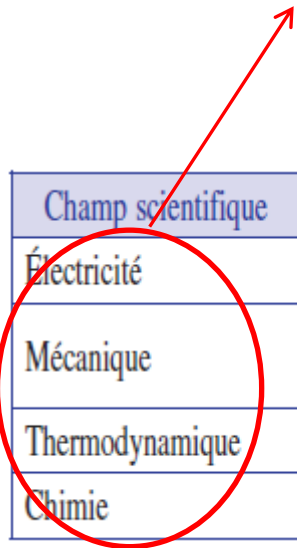 Champ scientifique
Électricité
Mécanique
Thermodynamique
Chimie